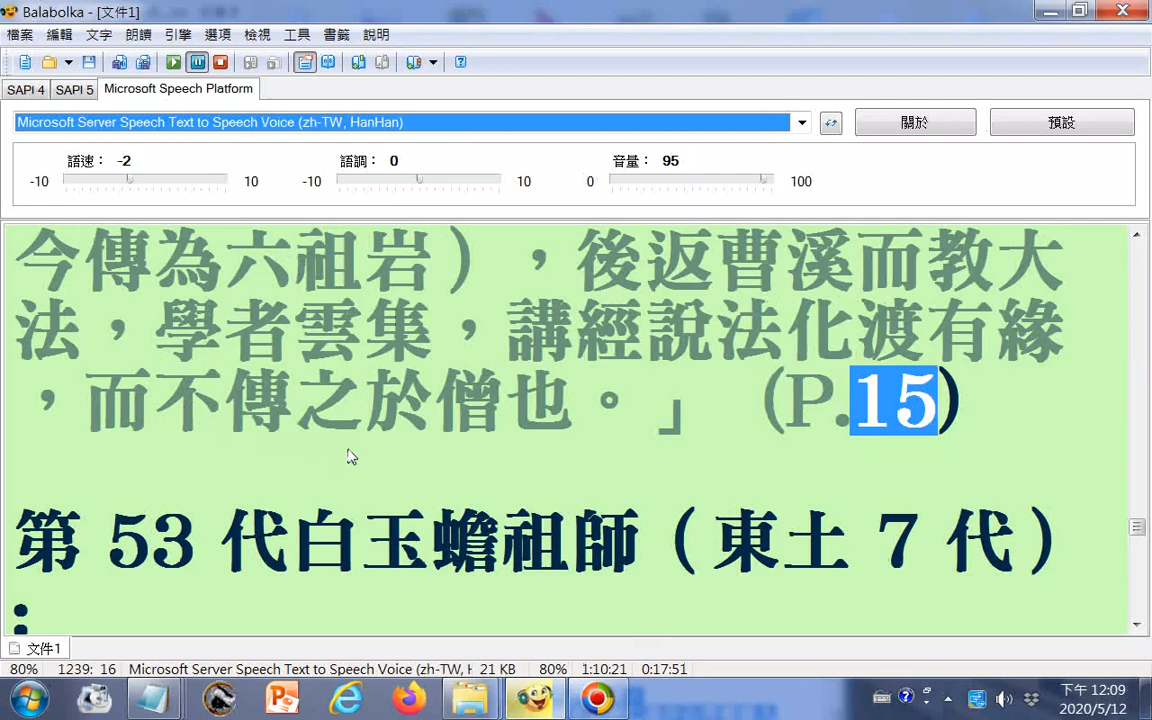 Balabolka - [文件1]
檔案 編輯 文字 朗讀 引擎 選項 檢視 工具 書籤 說明
SAPI 4 SAPI 5 Microsoft Speech Platform
Microsoft Server Speech Text to Speech Voice (zh-TW, HanHan) 關於 預設
語速： -2 語調： 0 音量： 95
-10 10 -10 10 0 100
今傳為六祖岩），後返曹溪而教大
法，學者雲集，講經說法化渡有緣
，而不傳之於僧也。」 (P.15)
第 53 代白玉蟾祖師（東土 7 代）
：
文件1
80% 1239: 16 Microsoft Server Speech Text to Speech Voice (zh-TW, H 21 KB 80% 1:10:21 0:17:51
下午 12:09
2020/5/12